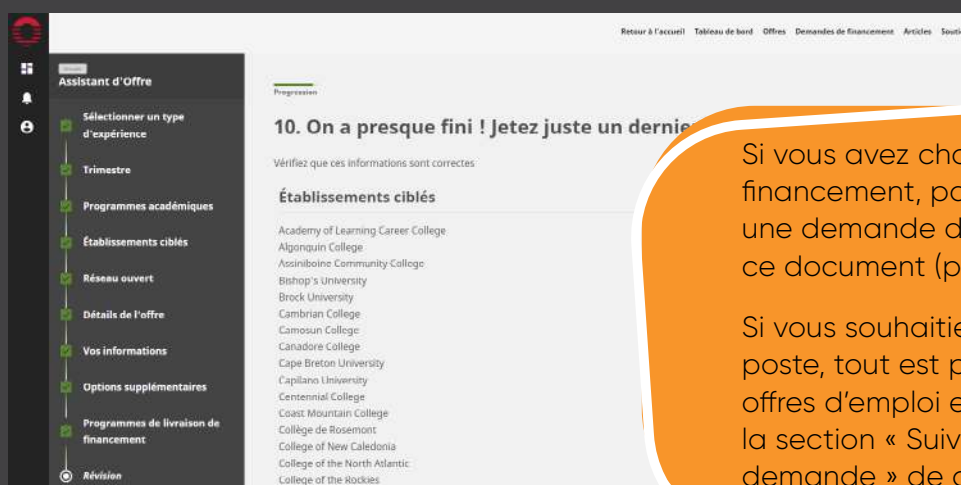 Retour à l'accueil Tableau de bord Offres Demandes de financement Articles
Assistant d'Offre
Sélectionner un type
d'expérience
Trimestre
Programmes académiques
Établissements ciblés
Réseau ouvert
Détails de l'offre
Vos informations
Options supplémentaires
Programmes de livraison de
financement
Révision
Progression
10. On a presque fini ! Jetez juste un
Vérifiez que ces informations sont correctes
Établissements ciblés
Academy of Learning Career College
Algonquin College
Assiniboine Community College
Bishop's University
Brock University
Cambrian College
Camosun College
Canadore College
Cape Breton University
Capilano University
Centennial College
Coast Mountain College
Collège de Rosemont
College of New Caledonia
College of the North Atlantic
College of the Rockies
Si vous avez
financement,
une demande
ce document
Si vous
poste, tout est
offres d'emploi
la section «
demande » de